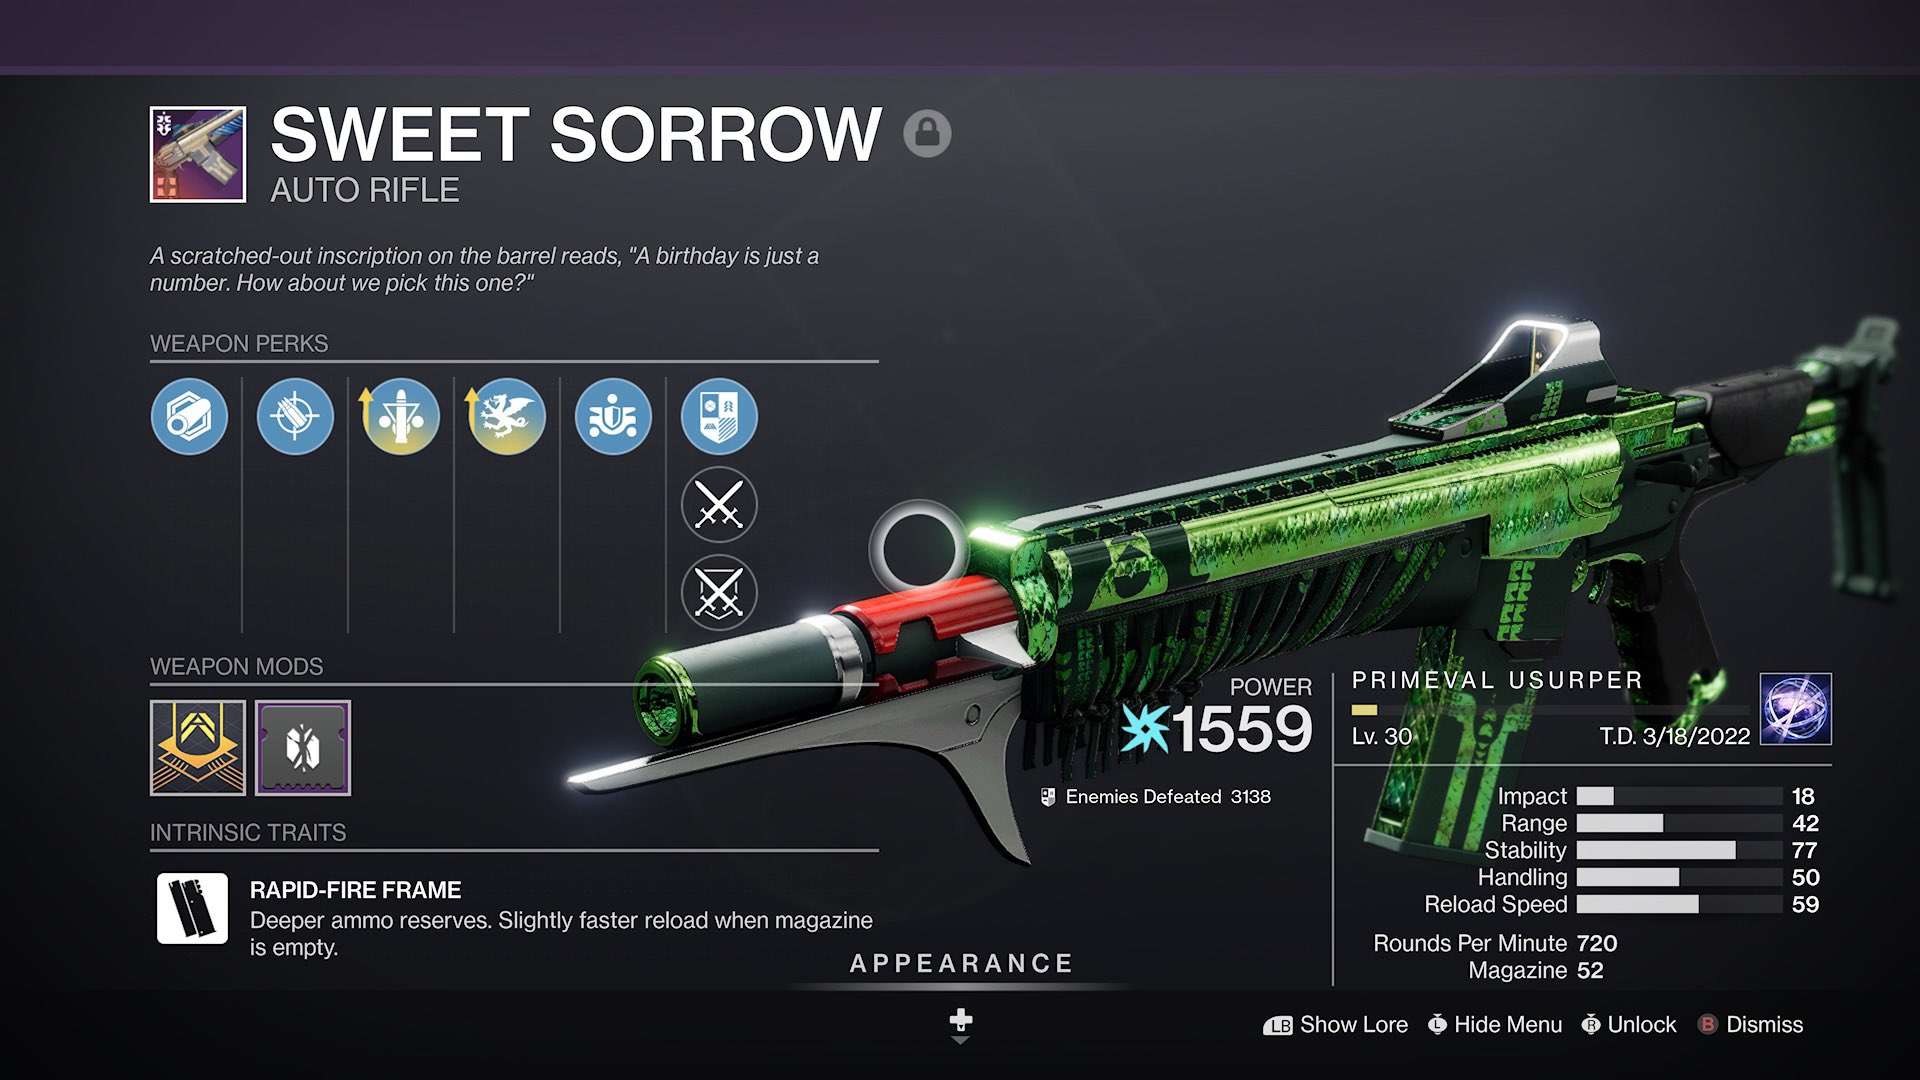 SWEET SORROW
AUTO RIFLE
A scratched-out inscription on the barrel reads, "A birthday is just a
number. How about we pick this one?"
WEAPON PERKS
WEAPON MODS
INTRINSIC TRAITS
RAPID-FIRE FRAME
Deeper ammo reserves. Slightly faster reload when magazine
is empty.
POWER
1559
Enemies Defeated 3138
PRIMEVAL USURPER
Lv. 30
T.D. 3/18/2022
Impact 18
Range 42
Stability 77
Handling 50
Reload Speed 59
Rounds Per Minute 720
Magazine 52
APPEARANCE
LB Show Lore
L Hide Menu
R Unlock
B Dismiss